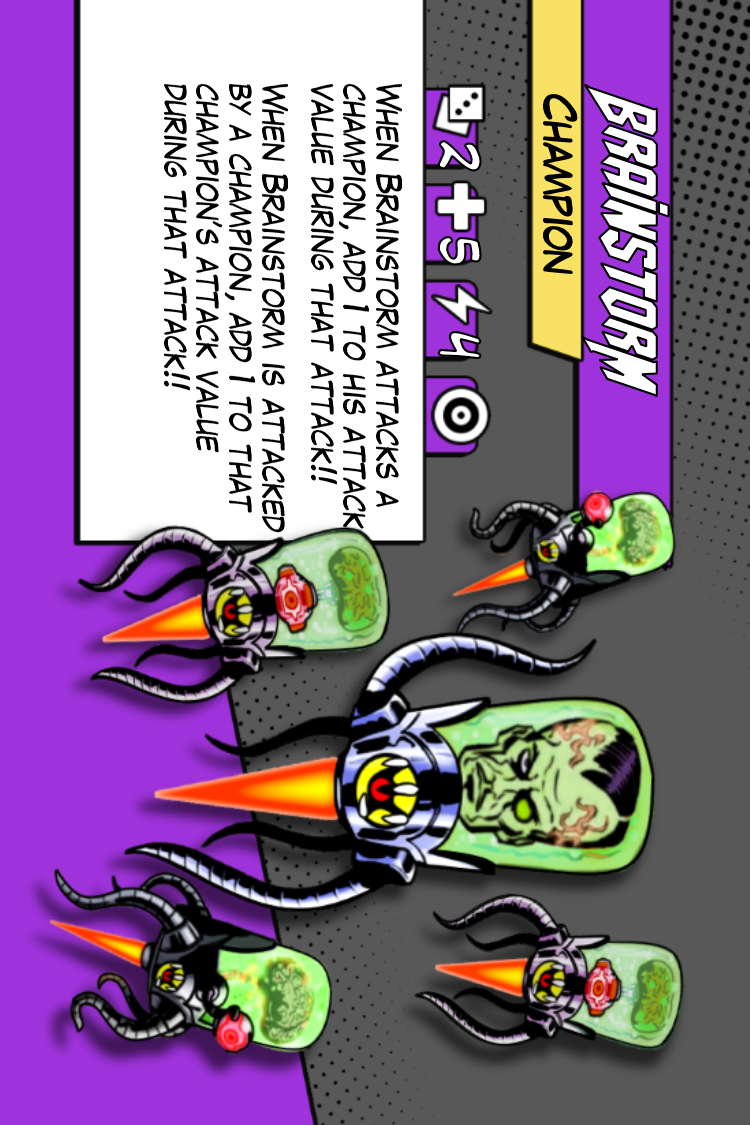 BRAINSTORM
CHAMPION
2 5 4
WHEN BRAINSTORM ATTACKS A
CHAMPION, ADD 1 TO HIS ATTACK
VALUE DURING THAT ATTACK!!
WHEN BRAINSTORM IS ATTACKED
BY A CHAMPION, ADD 1 TO THAT
CHAMPION'S ATTACK VALUE
DURING THAT ATTACK!!